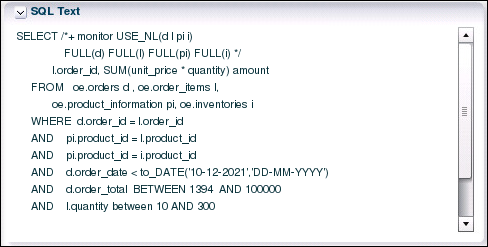 SQL Text
SELECT /*+ monitor USE_NL(d l pi i)
FULL(d) FULL(l) FULL(pi) FULL(i) */
l.order_id, SUM(unit_price * quantity) amount
FROM oe.orders d , oe.order_items l,
oe.product_information pi, oe.inventories i
WHERE d.order_id = l.order_id
AND pi.product_id = l.product_id
AND pi.product_id = i.product_id
AND d.order_date < to_DATE('10-12-2021','DD-MM-YYYY')
AND d.order_total BETWEEN 1394 AND 100000
AND l.quantity between 10 AND 300